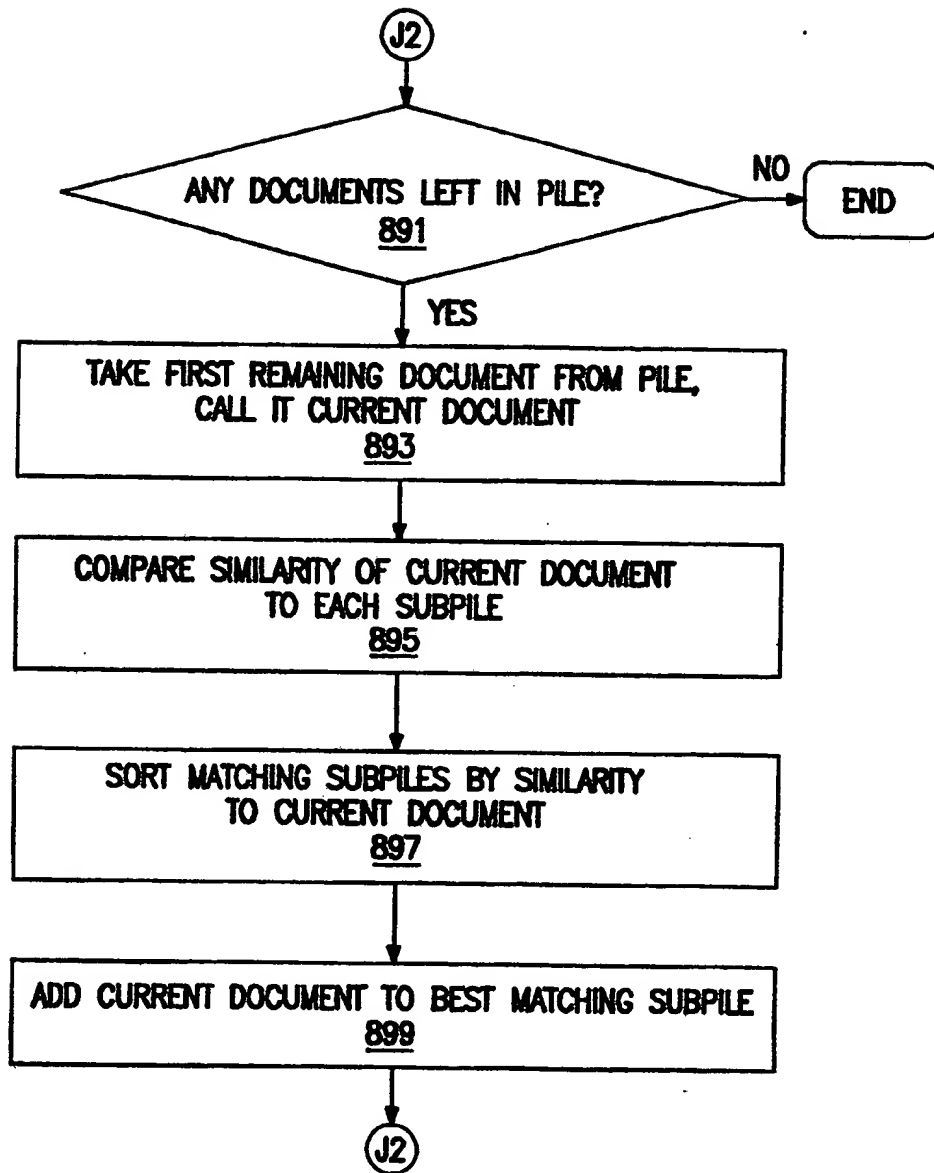 J2
ANY DOCUMENTS LEFT IN PILE?
891
NO
END
YES
TAKE FIRST REMAINING DOCUMENT FROM PILE,
CALL IT CURRENT DOCUMENT
893
COMPARE SIMILARITY OF CURRENT DOCUMENT
TO EACH SUBPILE
895
SORT MATCHING SUBPILES BY SIMILARITY
TO CURRENT DOCUMENT
897
ADD CURRENT DOCUMENT TO BEST MATCHING SUBPILE
899
J2